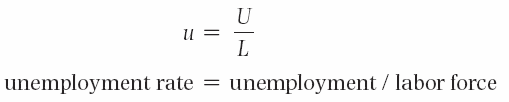 u = U / L
unemployment rate = unemployment / labor force